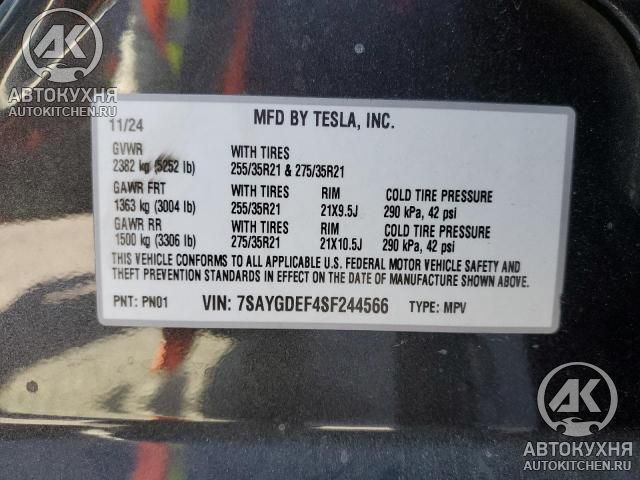 АК
АВТОКУХНЯ
AUTOKITCHEN.RU
11/24
MFD BY TESLA, INC.
GVWR WITH TIRES
2382 kg (5252 lb) 255/35R21 & 275/35R21
GAWR FRT WITH TIRES RIM COLD TIRE PRESSURE
1363 kg (3004 lb) 255/35R21 21X9.5J 290 kPa, 42 psi
GAWR RR WITH TIRES RIM COLD TIRE PRESSURE
1500 kg (3306 lb) 275/35R21 21X10.5J 290 kPa, 42 psi
THIS VEHICLE CONFORMS TO ALL APPLICABLE U.S. FEDERAL MOTOR VEHICLE SAFETY AND
THEFT PREVENTION STANDARDS IN EFFECT ON THE DATE OF MANUFACTURE SHOWN ABOVE.
PNT: PN01 VIN: 7SAYGDEF4SF244566 TYPE: MPV
АК
АВТОКУХНЯ
AUTOKITCHEN.RU